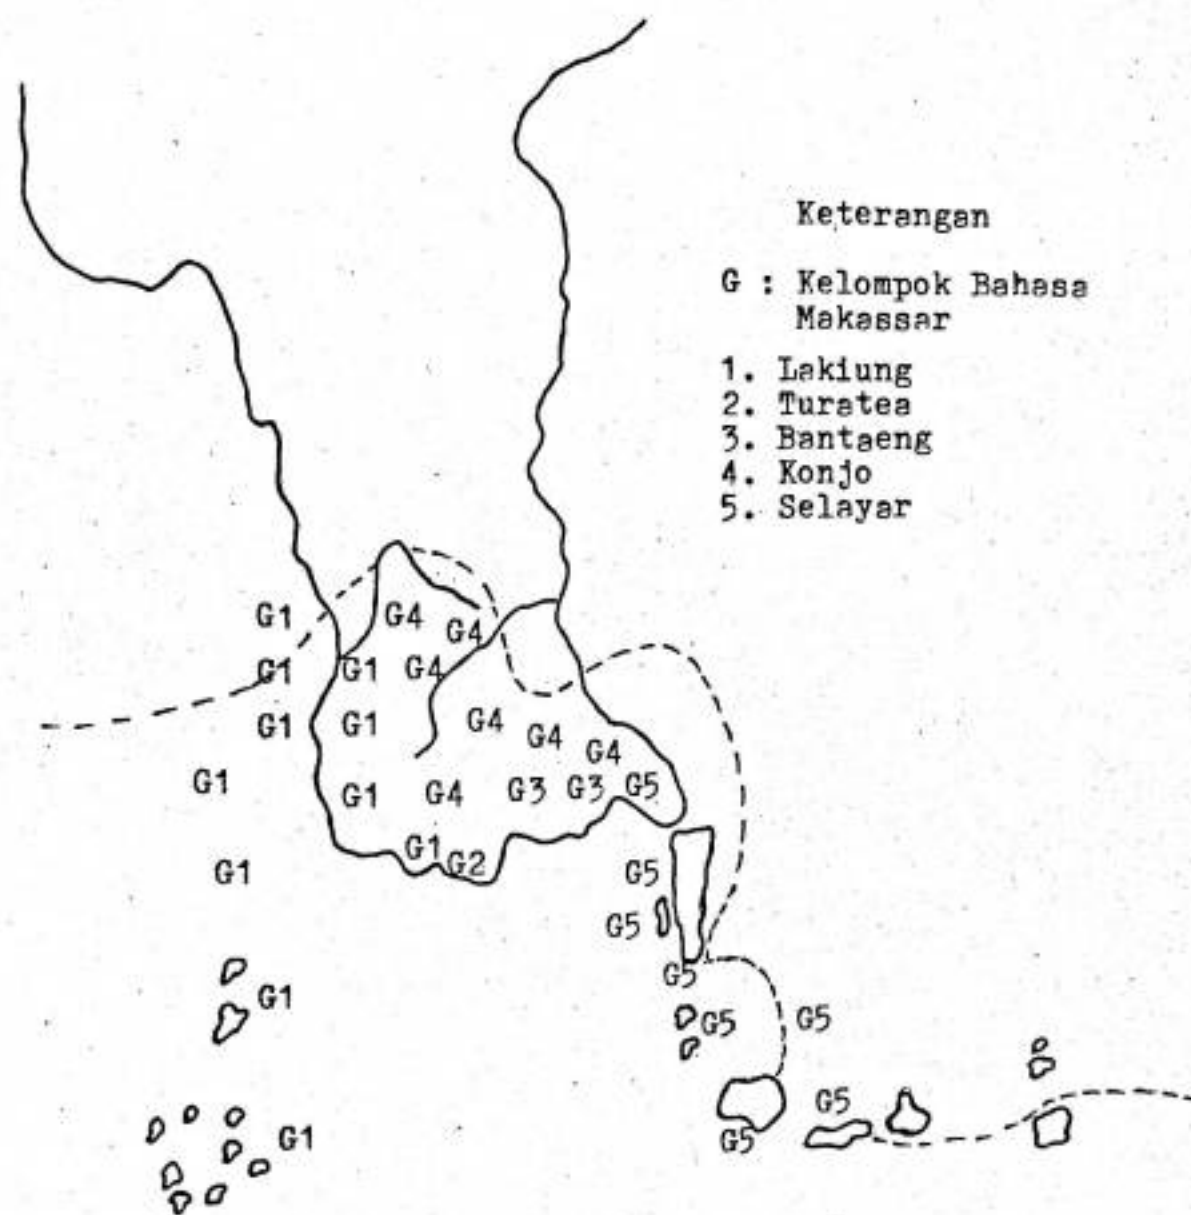 Keterangan
G : Kelompok Bahasa
Makassar
1. Lakiung
2. Turatea
3. Bantaeng
4. Konjo
5. Selayar
G1 G4 G4
G1 G1 G4
G1 G1 G4 G4 G4
G1 G1 G4 G3 G3 G5
G1 G1 G2 G5
G5
G1 G5
G5 G5
G5
G1 G5